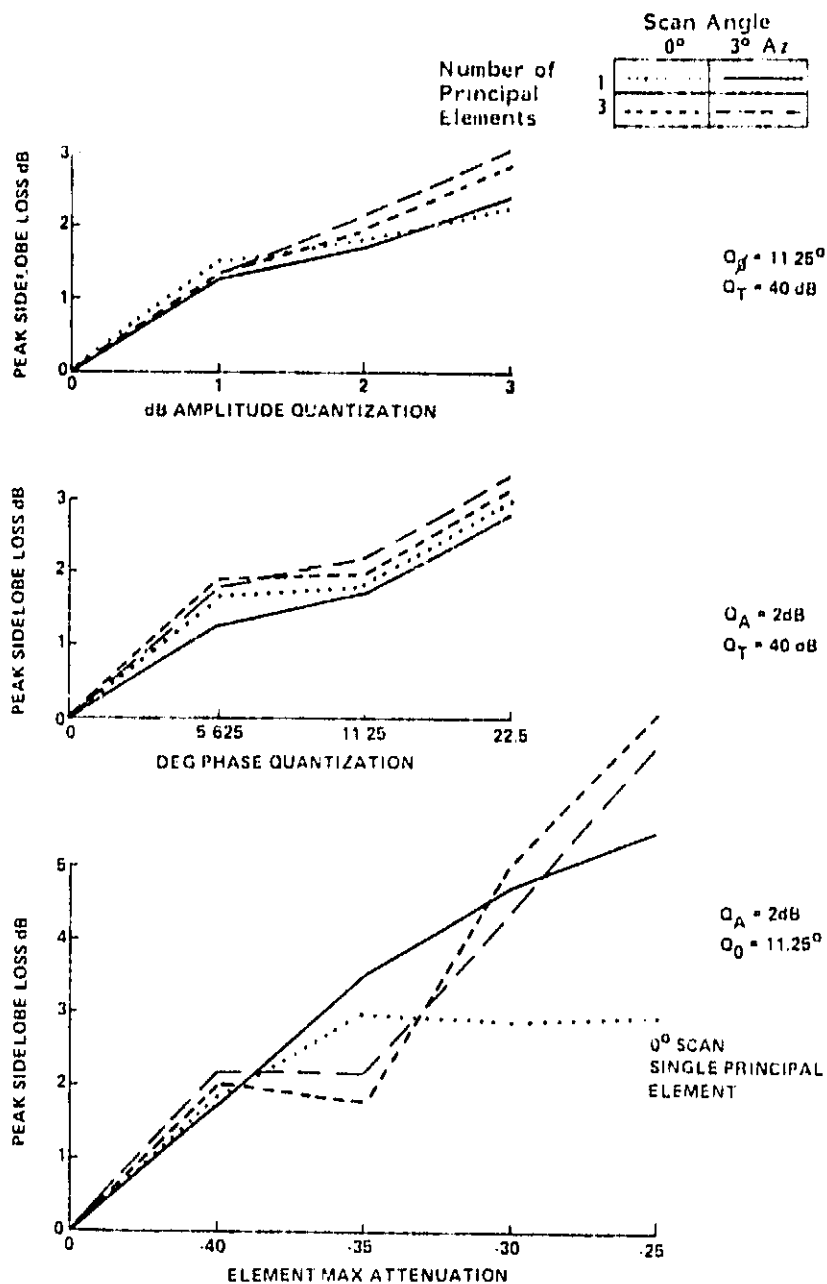 Scan Angle
0° 3° Az
Number of
Principal
Elements
1
3
PEAK SIDELOBE LOSS dB
3
2
1
0
0 1 2 3
dB AMPLITUDE QUANTIZATION
Qø = 11 25°
QT = 40 dB
PEAK SIDELOBE LOSS dB
3
2
1
0
0 5 625 11 25 22.5
DEG PHASE QUANTIZATION
QA = 2dB
QT = 40 dB
PEAK SIDELOBE LOSS dB
5
4
3
2
1
0
0 -40 -35 -30 -25
ELEMENT MAX ATTENUATION
QA = 2dB
Q0 = 11.25°
0° SCAN
SINGLE PRINCIPAL
ELEMENT